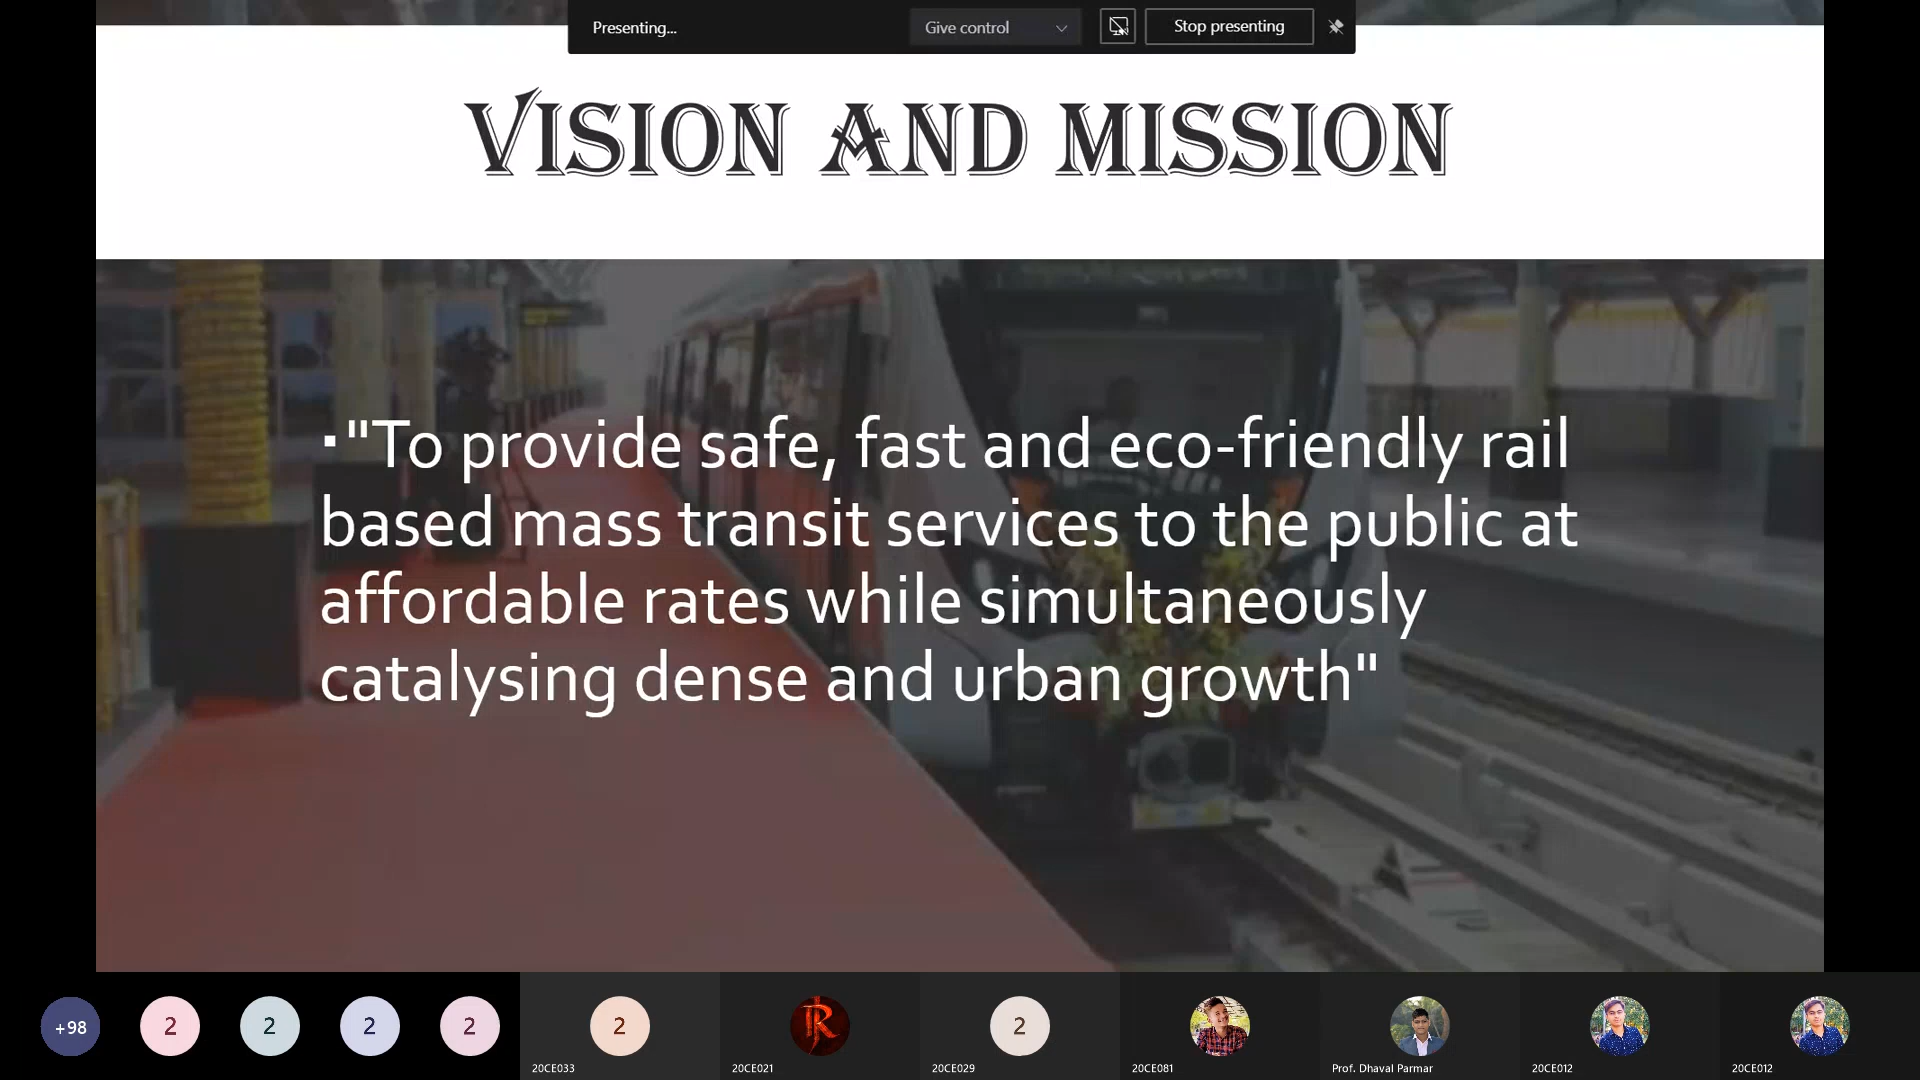 Presenting...
Give control
Stop presenting
VISION AND MISSION
▪"To provide safe, fast and eco-friendly rail
based mass transit services to the public at
affordable rates while simultaneously
catalysing dense and urban growth"
+98
2
2
2
2
2
R
2
20CE033
20CE021
20CE029
20CE081
Prof. Dhaval Parmar
20CE012
20CE012